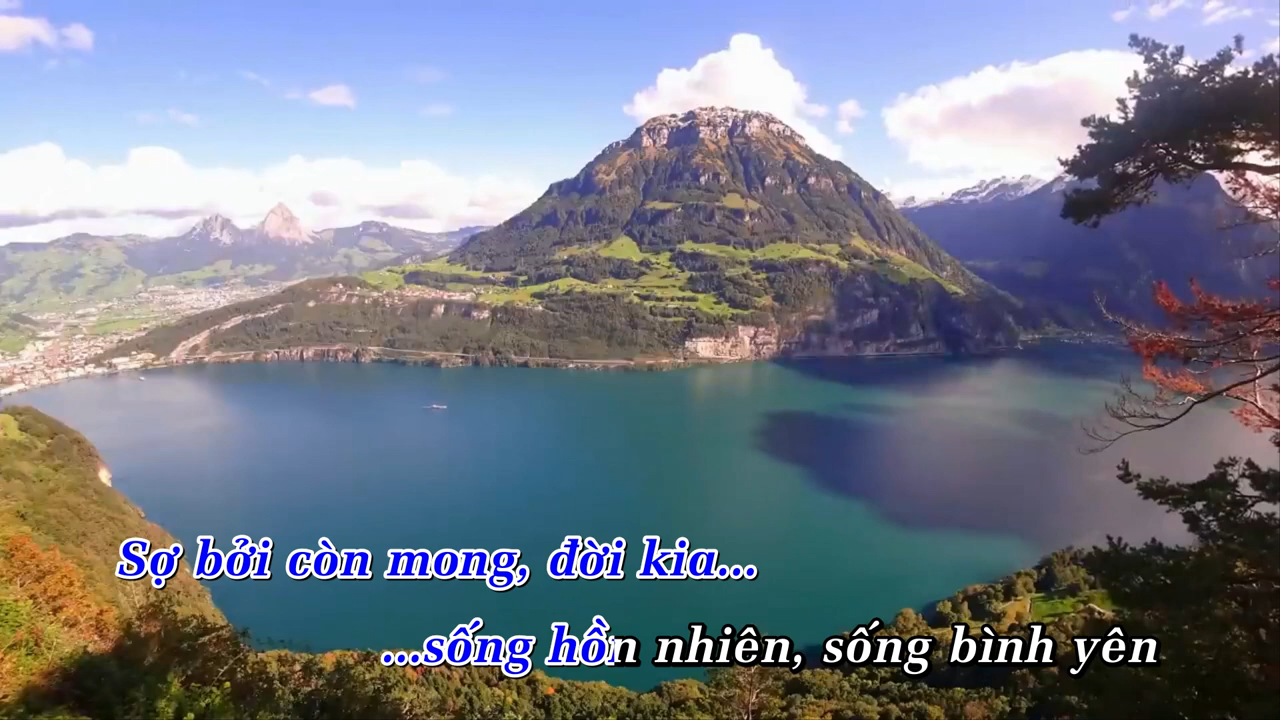 Sợ bởi còn mong, đời kia...
...sống hồn nhiên, sống bình yên